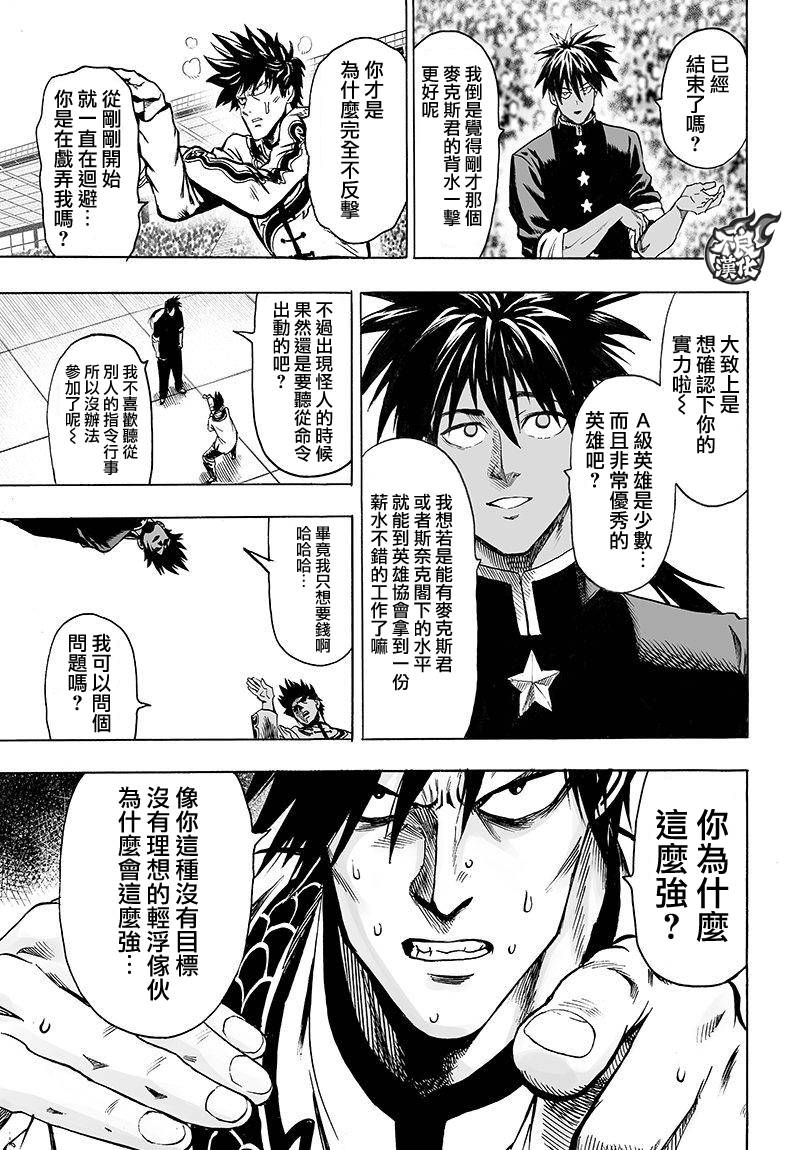 已經
結束了嗎？
我倒是覺得剛才那個
麥克斯君的背水一擊
更好呢
你才是
為什麼完全不反擊
從剛剛開始
就一直在迴避…
你是在戲弄我嗎？
不良漢化
大致上是
想確認下你的
實力啦～
Ａ級英雄是少數…
而且非常優秀的
英雄吧？
我想若是能有麥克斯君
或者斯奈克閣下的水平
就能到英雄協會拿到一份
薪水不錯的工作了嘛
不過出現怪人的時候
果然還是要聽從命令
出動的吧？
我不喜歡聽從
別人的指令行事
所以沒辦法
參加了呢～
畢竟我只想要錢啊
哈哈哈…
我可以問個
問題嗎？
你為什麼
這麼強？
像你這種沒有目標
沒有理想的輕浮傢伙
為什麼會這麼強…